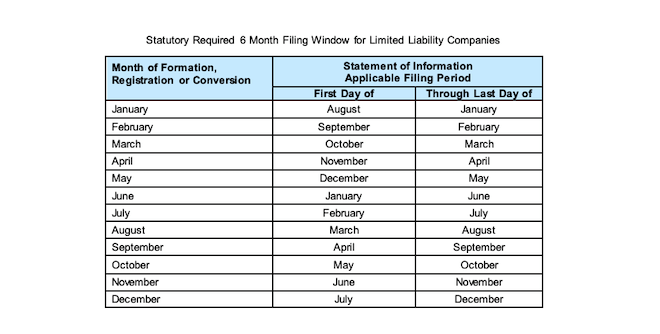 Statutory Required 6 Month Filing Window for Limited Liability Companies
Month of Formation,
Registration or Conversion
Statement of Information
Applicable Filing Period
First Day of Through Last Day of
January August January
February September February
March October March
April November April
May December May
June January June
July February July
August March August
September April September
October May October
November June November
December July December